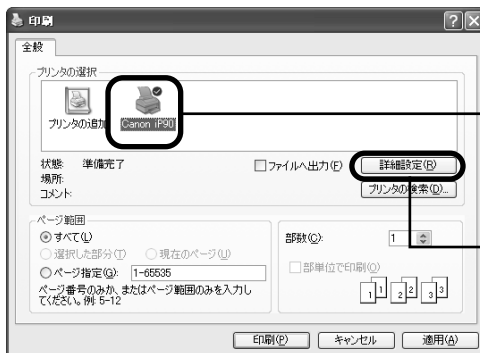 印刷
全般
プリンタの選択
プリンタの追加
Canon iP90
状態: 準備完了
場所:
コメント:
ファイルへ出力(F)
詳細設定(R)
プリンタの検索(D)...
ページ範囲
すべて(L)
選択した部分(T) 現在のページ(U)
ページ指定(G): 1-65535
ページ番号のみか、またはページ範囲のみを入力し
てください。例: 5-12
部数(C): 1
部単位で印刷(O)
1 1 2 2 3 3
印刷(P) キャンセル 適用(A)